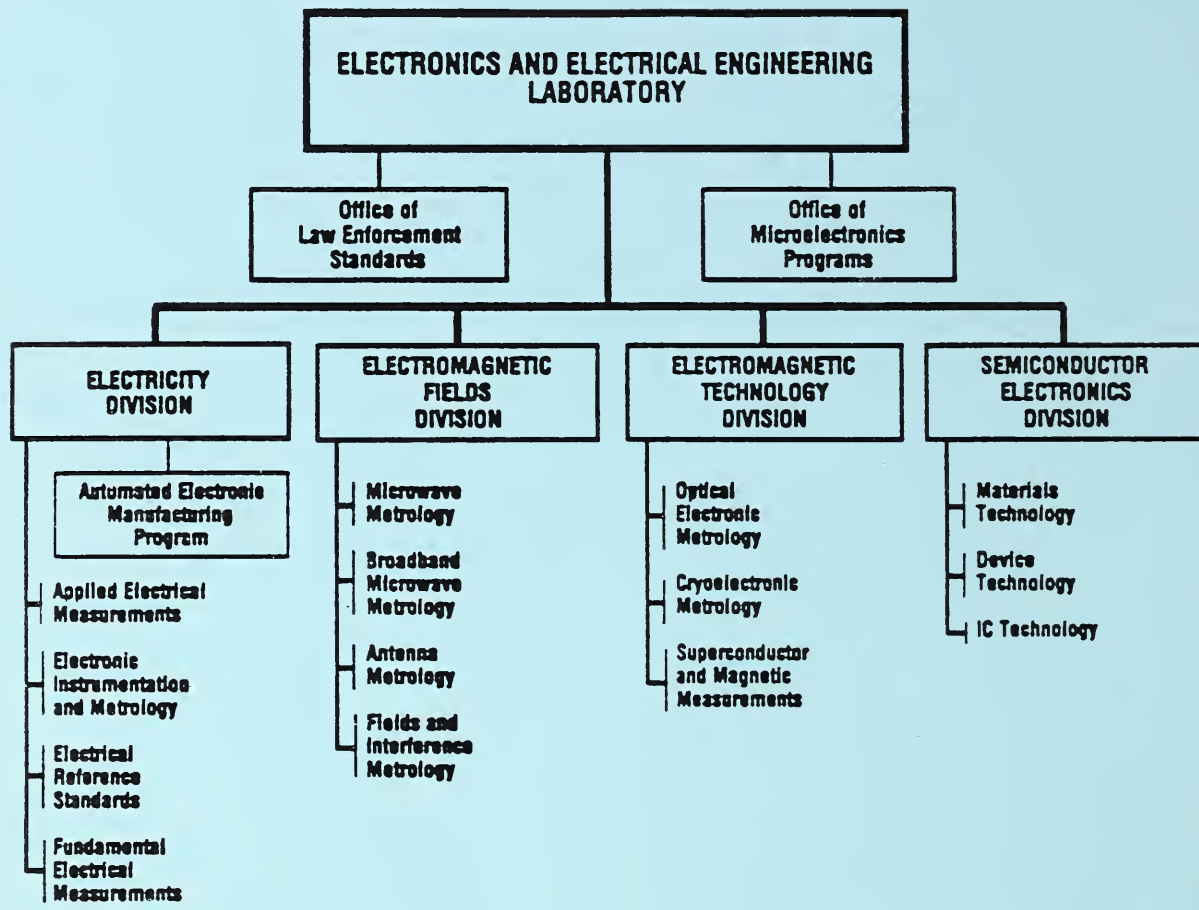 ELECTRONICS AND ELECTRICAL ENGINEERING
LABORATORY
Office of
Law Enforcement
Standards
Office of
Microelectronics
Programs
ELECTRICITY
DIVISION
Automated Electronic
Manufacturing
Program
Applied Electrical
Measurements
Electronic
Instrumentation
and Metrology
Electrical
Reference
Standards
Fundamental
Electrical
Measurements
ELECTROMAGNETIC
FIELDS
DIVISION
Microwave
Metrology
Broadband
Microwave
Metrology
Antenna
Metrology
Fields and
Interference
Metrology
ELECTROMAGNETIC
TECHNOLOGY
DIVISION
Optical
Electronic
Metrology
Cryoelectronic
Metrology
Superconductor
and Magnetic
Measurements
SEMICONDUCTOR
ELECTRONICS
DIVISION
Materials
Technology
Device
Technology
IC Technology